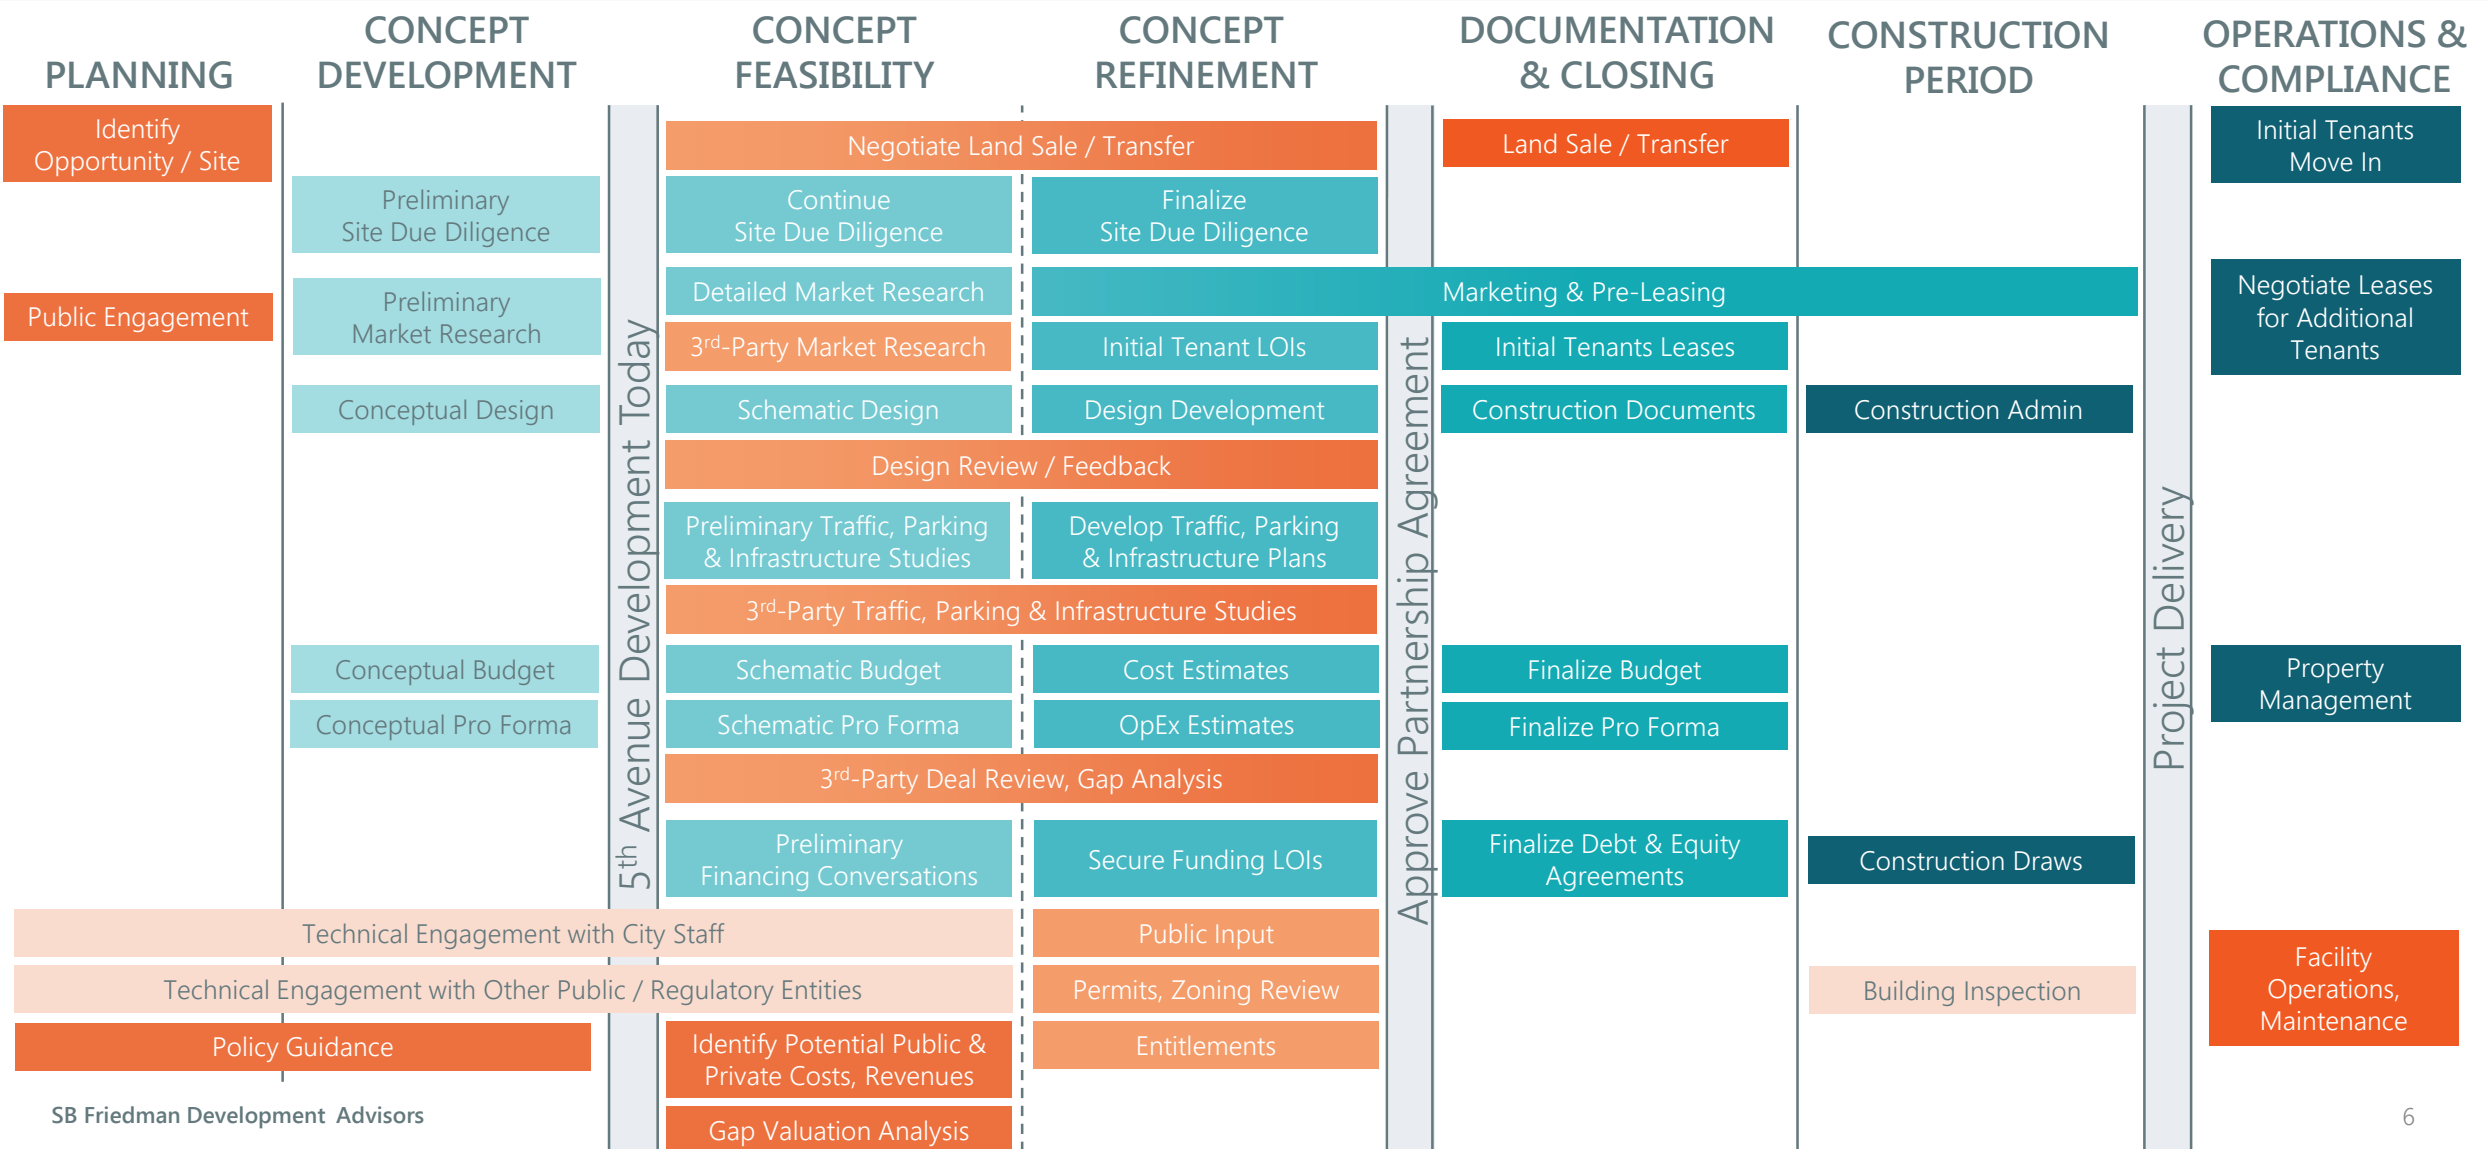 PLANNING
CONCEPT
DEVELOPMENT
CONCEPT
FEASIBILITY
CONCEPT
REFINEMENT
DOCUMENTATION
& CLOSING
CONSTRUCTION
PERIOD
OPERATIONS &
COMPLIANCE
Identify
Opportunity / Site
Public Engagement
Preliminary
Site Due Diligence
Preliminary
Market Research
Conceptual Design
Conceptual Budget
Conceptual Pro Forma
5th Avenue Development Today
Negotiate Land Sale / Transfer
Continue
Site Due Diligence
Finalize
Site Due Diligence
Detailed Market Research
Marketing & Pre-Leasing
3rd-Party Market Research
Initial Tenant LOIs
Schematic Design
Design Development
Design Review / Feedback
Preliminary Traffic, Parking
& Infrastructure Studies
Develop Traffic, Parking
& Infrastructure Plans
3rd-Party Traffic, Parking & Infrastructure Studies
Schematic Budget
Cost Estimates
Schematic Pro Forma
OpEx Estimates
3rd-Party Deal Review, Gap Analysis
Preliminary
Financing Conversations
Secure Funding LOIs
Technical Engagement with City Staff
Public Input
Technical Engagement with Other Public / Regulatory Entities
Permits, Zoning Review
Policy Guidance
Identify Potential Public &
Private Costs, Revenues
Entitlements
Gap Valuation Analysis
Approve Partnership Agreement
Land Sale / Transfer
Initial Tenants Leases
Construction Documents
Finalize Budget
Finalize Pro Forma
Finalize Debt & Equity
Agreements
Construction Admin
Construction Draws
Building Inspection
Project Delivery
Initial Tenants
Move In
Negotiate Leases
for Additional
Tenants
Property
Management
Facility
Operations,
Maintenance
SB Friedman Development Advisors
6